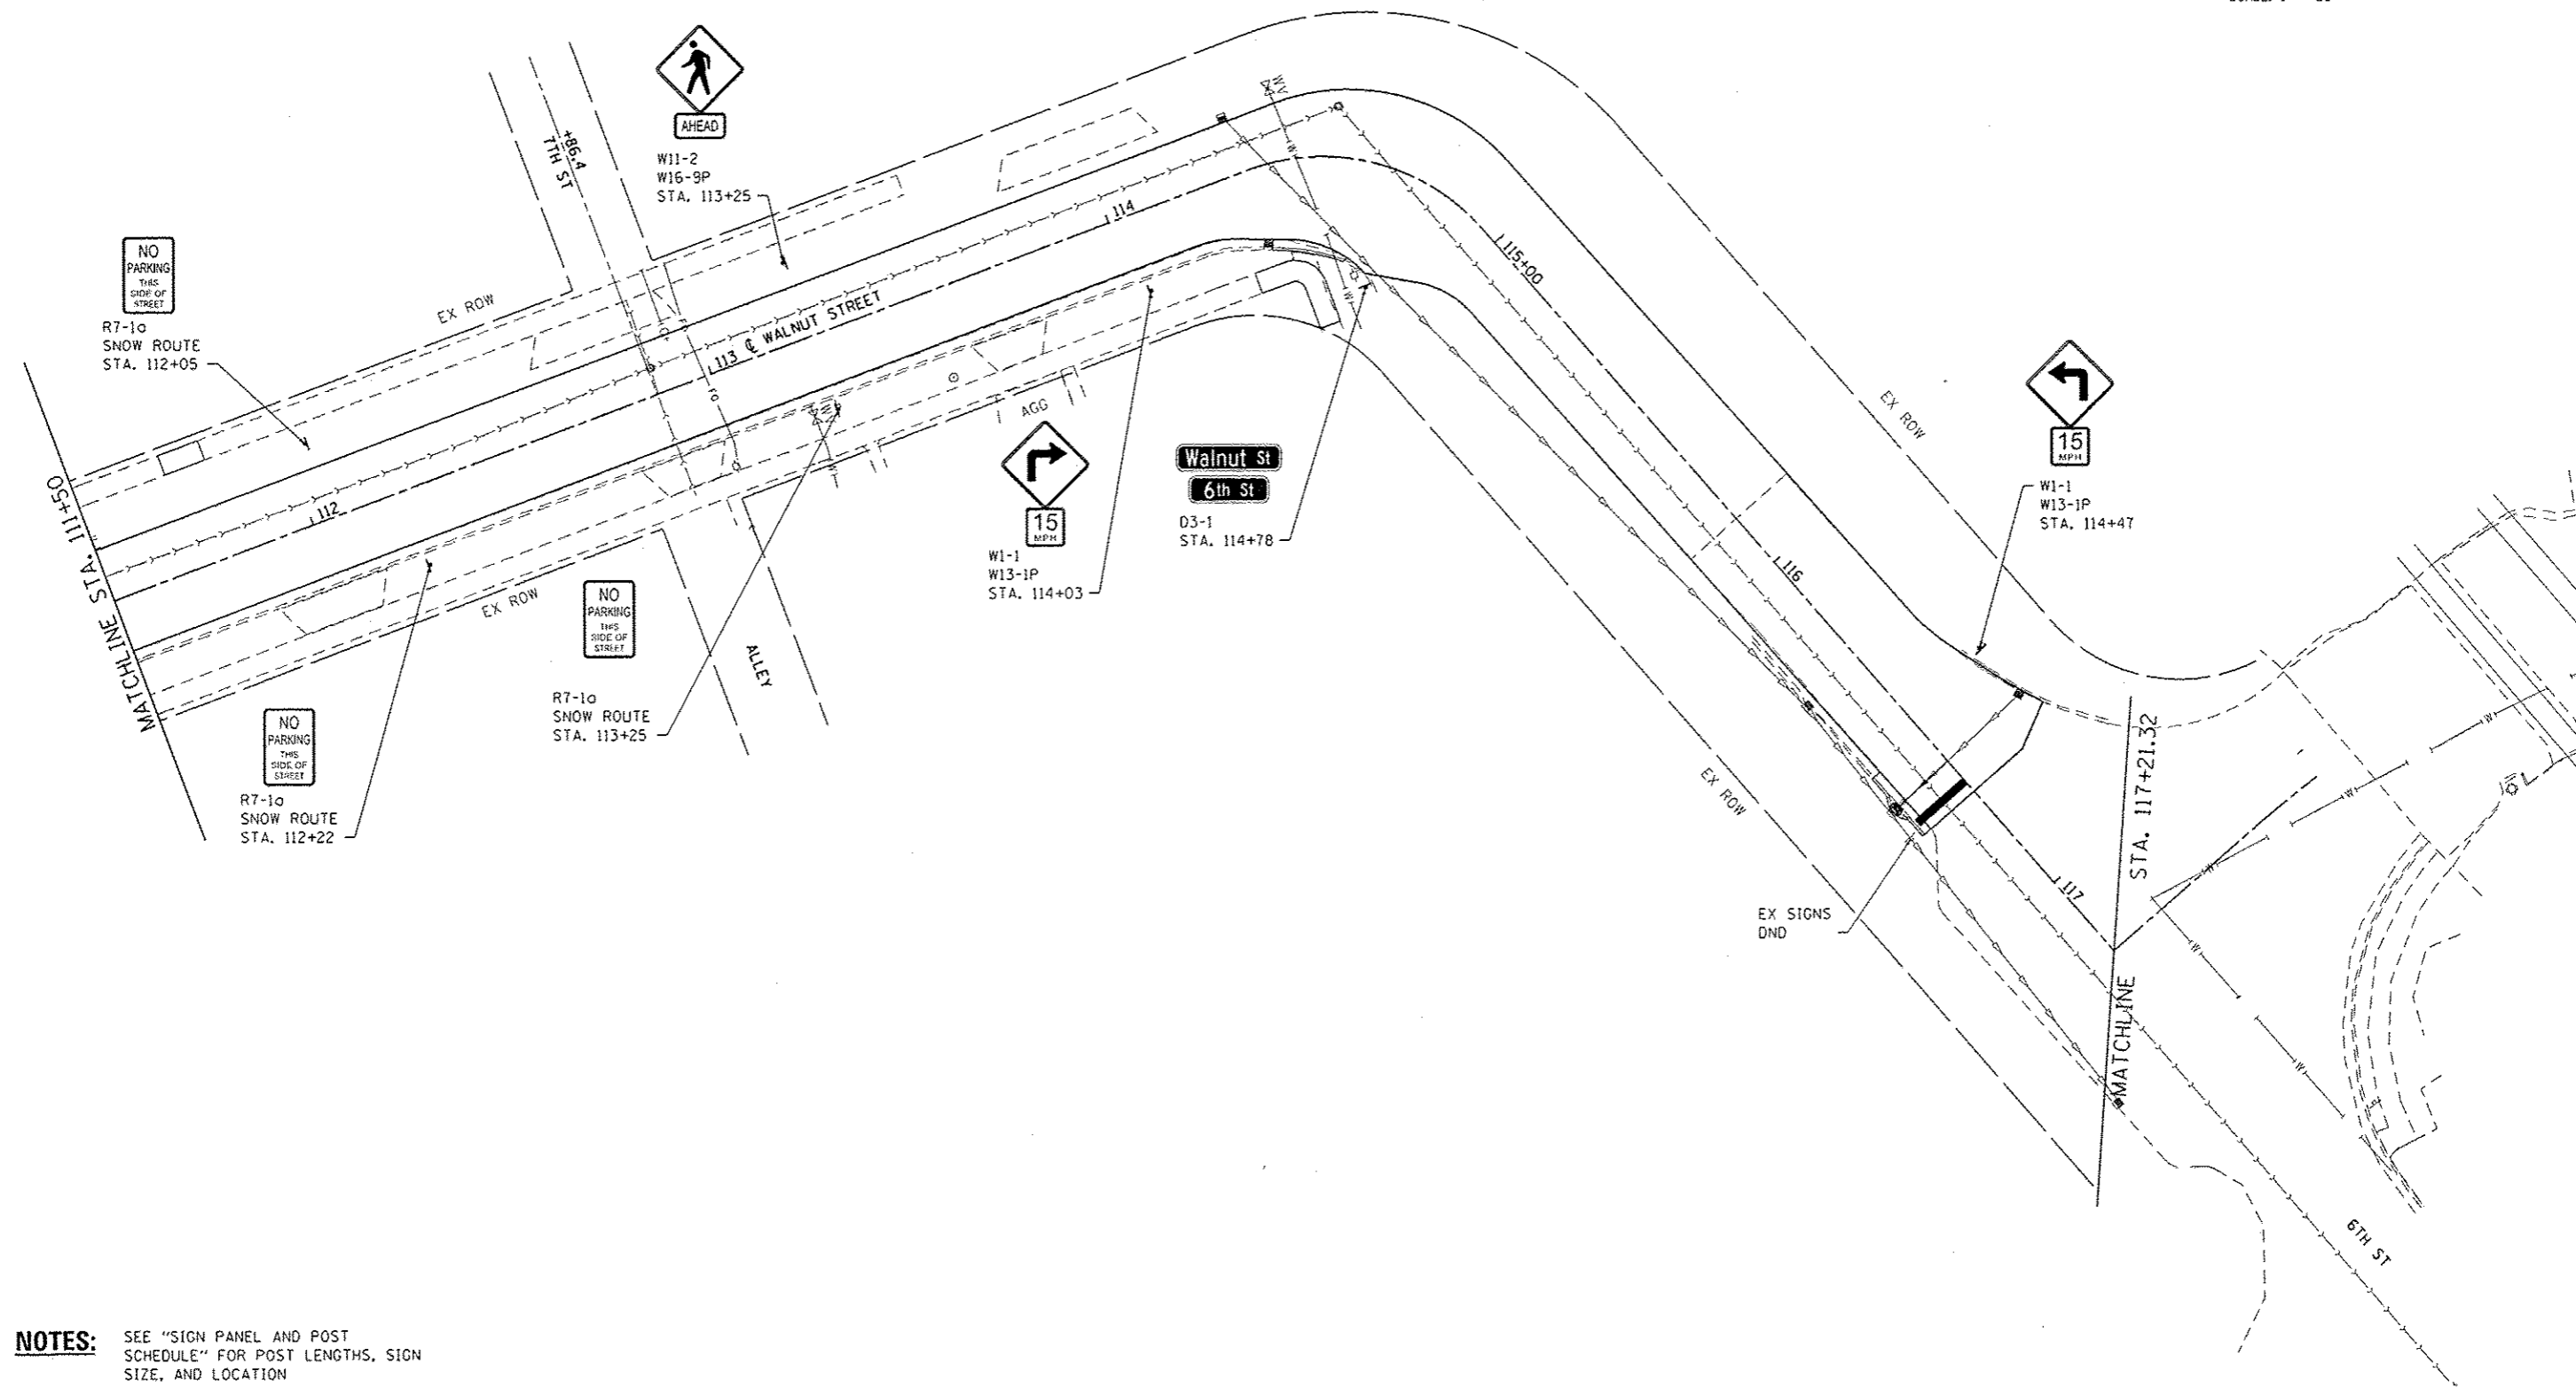 AHEAD
W11-2
W16-9P
STA. 113+25
+86.4
7TH ST
NO
PARKING
THIS
SIDE OF
STREET
R7-1a
SNOW ROUTE
STA. 112+05
EX ROW
WV
114
115+00
113 ℄ WALNUT STREET
112
MATCHLINE STA. 111+50
EX ROW
AGG
ALLEY
NO
PARKING
THIS
SIDE OF
STREET
R7-1a
SNOW ROUTE
STA. 113+25
NO
PARKING
THIS
SIDE OF
STREET
R7-1a
SNOW ROUTE
STA. 112+22
15
MPH
W1-1
W13-1P
STA. 114+03
Walnut St
6th St
D3-1
STA. 114+78
EX ROW
15
MPH
W1-1
W13-1P
STA. 114+47
116
EX ROW
117
EX SIGNS
DND
MATCHLINE STA. 117+21.32
W
W
W
W
W
W
W
W
6TH ST
NOTES: SEE "SIGN PANEL AND POST
SCHEDULE" FOR POST LENGTHS, SIGN
SIZE, AND LOCATION